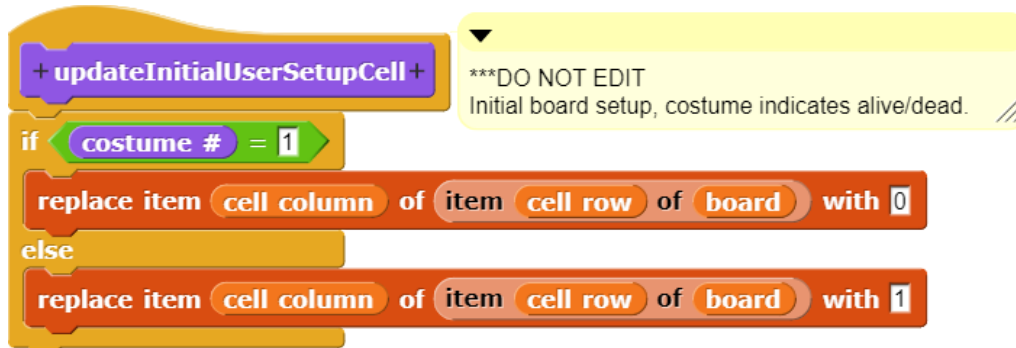 + updateInitialUserSetupCell +
***DO NOT EDIT
Initial board setup, costume indicates alive/dead.
if costume # = 1
replace item cell column of item cell row of board with 0
else
replace item cell column of item cell row of board with 1